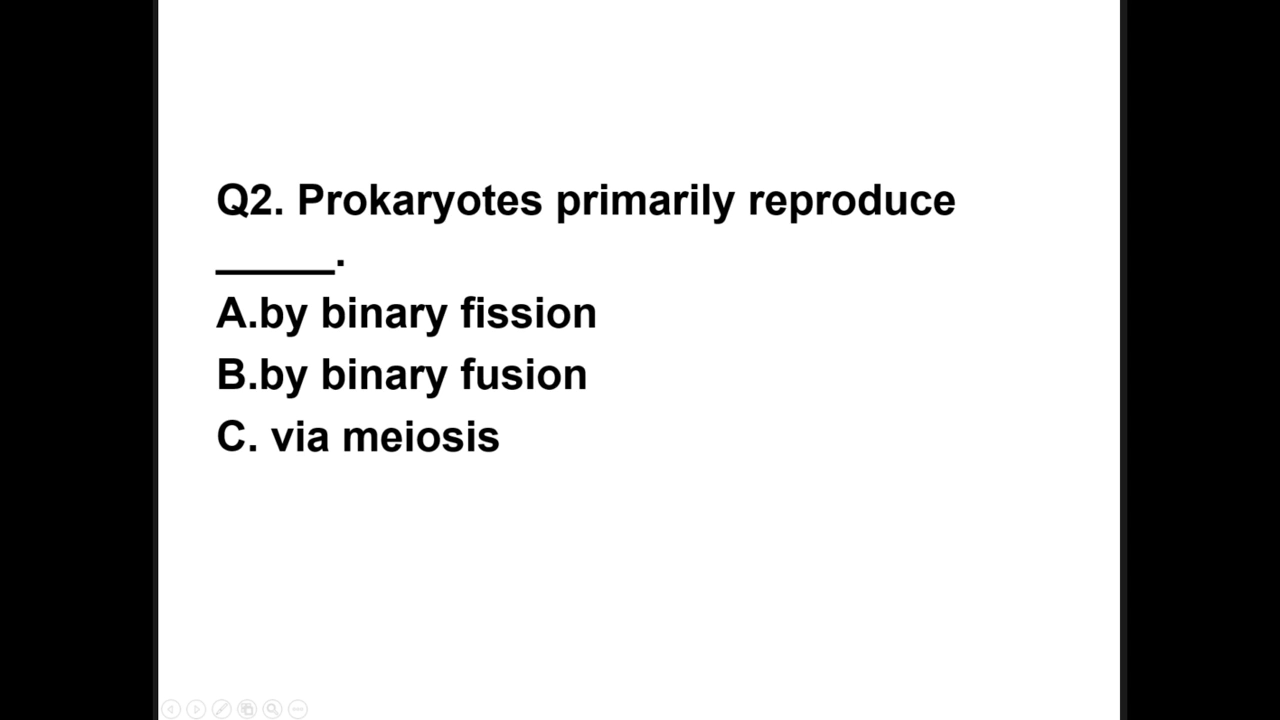 Q2. Prokaryotes primarily reproduce
_____.
A.by binary fission
B.by binary fusion
C. via meiosis